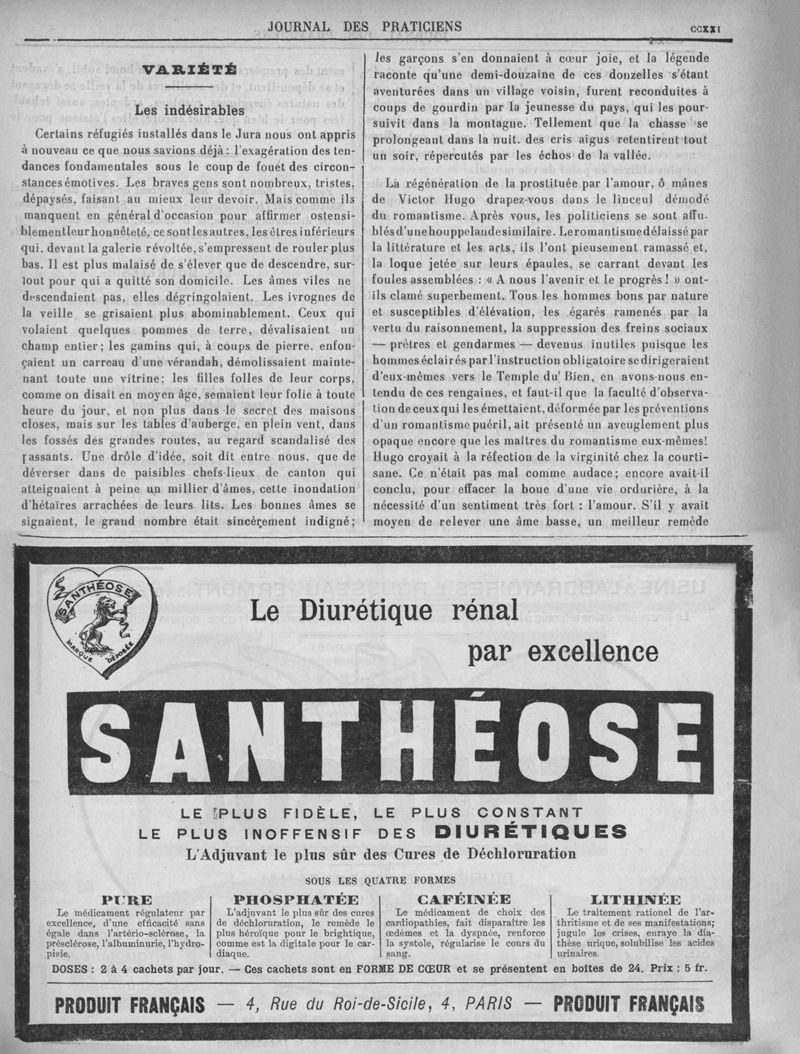 JOURNAL DES PRATICIENS
CCXXI
VARIÉTÉ
Les indésirables
Certains réfugiés installés dans le Jura nous ont appris
à nouveau ce que nous savions déjà : l'exagération des ten-
dances fondamentales sous le coup de fouet des circon-
stances émotives. Les braves gens sont nombreux, tristes,
dépaysés, faisant au mieux leur devoir. Mais comme ils
manquent en général d'occasion pour affirmer ostensi-
blement leur honnêteté, ce sont les autres, les êtres inférieurs
qui, devant la galerie révoltée, s'empressent de rouler plus
bas. Il est plus malaisé de s'élever que de descendre, sur-
tout pour qui a quitté son domicile. Les âmes viles ne
descendaient pas, elles dégringolaient. Les ivrognes de
la veille se grisaient plus abominablement. Ceux qui
volaient quelques pommes de terre, dévalisaient un
champ entier; les gamins qui, à coups de pierre, enfon-
çaient un carreau d'une vérandah, démolissaient mainte-
nant toute une vitrine; les filles folles de leur corps,
comme on disait en moyen âge, semaient leur folie à toute
heure du jour, et non plus dans le secret des maisons
closes, mais sur les tables d'auberge, en plein vent, dans
les fossés des grandes routes, au regard scandalisé des
passants. Une drôle d'idée, soit dit entre nous, que de
déverser dans de paisibles chefs-lieux de canton qui
atteignaient à peine un millier d'âmes, cette inondation
d'hétaïres arrachées de leurs lits. Les bonnes âmes se
signaient, le grand nombre était sincèrement indigné;
les garçons s'en donnaient à cœur joie, et la légende
raconte qu'une demi-douzaine de ces donzelles s'étant
aventurées dans un village voisin, furent reconduites à
coups de gourdin par la jeunesse du pays, qui les pour-
suivit dans la montagne. Tellement que la chasse se
prolongeant dans la nuit, des cris aigus retentirent tout
un soir, répercutés par les échos de la vallée.
La régénération de la prostituée par l'amour, ô mânes
de Victor Hugo drapez-vous dans le linceul démodé
du romantisme. Après vous, les politiciens se sont affu-
blés d'une houppelande similaire. Le romantisme délaissé par
la littérature et les arts, ils l'ont pieusement ramassé et,
la loque jetée sur leurs épaules, se carrant devant les
foules assemblées : « A nous l'avenir et le progrès ! » ont-
ils clamé superbement. Tous les hommes bons par nature
et susceptibles d'élévation, les égarés ramenés par la
vertu du raisonnement, la suppression des freins sociaux
— prêtres et gendarmes — devenus inutiles puisque les
hommes éclairés par l'instruction obligatoire se dirigeraient
d'eux-mêmes vers le Temple du Bien, en avons-nous en-
tendu de ces rengaines, et faut-il que la faculté d'observa-
tion de ceux qui les émettaient, déformée par les préventions
d'un romantisme puéril, ait présenté un aveuglement plus
opaque encore que les maîtres du romantisme eux-mêmes!
Hugo croyait à la réfection de la virginité chez la courti-
sane. Ce n'était pas mal comme audace; encore avait-il
conclu, pour effacer la boue d'une vie ordurière, à la
nécessité d'un sentiment très fort : l'amour. S'il y avait
moyen de relever une âme basse, un meilleur remède
SANTHÉOSE
MARQUE DÉPOSÉE
Le Diurétique rénal
par excellence
SANTHÉOSE
LE PLUS FIDÈLE, LE PLUS CONSTANT
LE PLUS INOFFENSIF DES DIURÉTIQUES
L'Adjuvant le plus sûr des Cures de Déchloruration
SOUS LES QUATRE FORMES
PURE
Le médicament régulateur par
excellence, d'une efficacité sans
égale dans l'artério-sclérose, la
présclérose, l'albuminurie, l'hydro-
pisie.
PHOSPHATÉE
L'adjuvant le plus sûr des cures
de déchloruration, le remède le
plus héroïque pour le brightique,
comme est la digitale pour le car-
diaque.
CAFÉINÉE
Le médicament de choix des
cardiopathies, fait disparaître les
œdèmes et la dyspnée, renforce
la systole, régularise le cours du
sang.
LITHINÉE
Le traitement rationel de l'ar-
thritisme et de ses manifestations;
jugule les crises, enraye la dia-
thèse urique, solubilise les acides
urinaires.
DOSES : 2 à 4 cachets par jour. — Ces cachets sont en FORME DE CŒUR et se présentent en boîtes de 24. Prix : 5 fr.
PRODUIT FRANÇAIS — 4, Rue du Roi-de-Sicile, 4, PARIS — PRODUIT FRANÇAIS